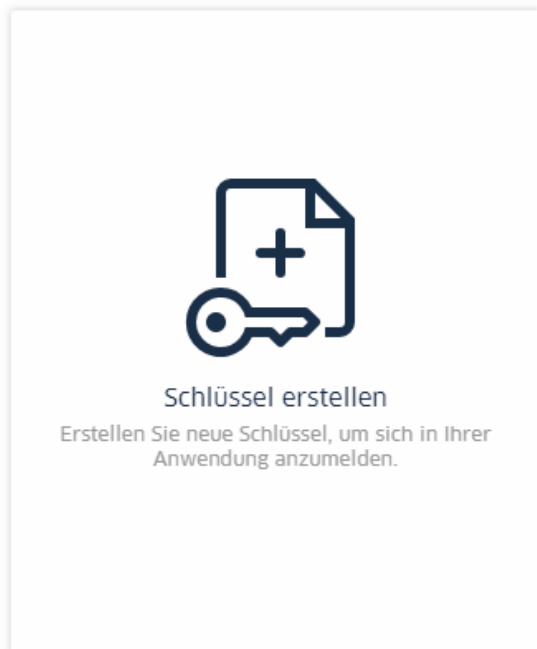 Schlüssel erstellen
Erstellen Sie neue Schlüssel, um sich in Ihrer
Anwendung anzumelden.